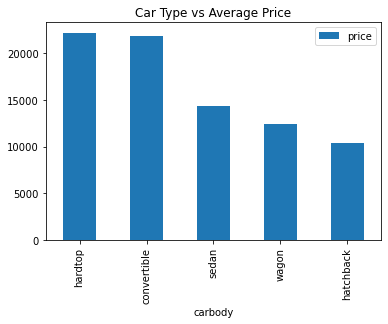 Car Type vs Average Price
price
20000
15000
10000
5000
0
hardtop
convertible
sedan
wagon
hatchback
carbody